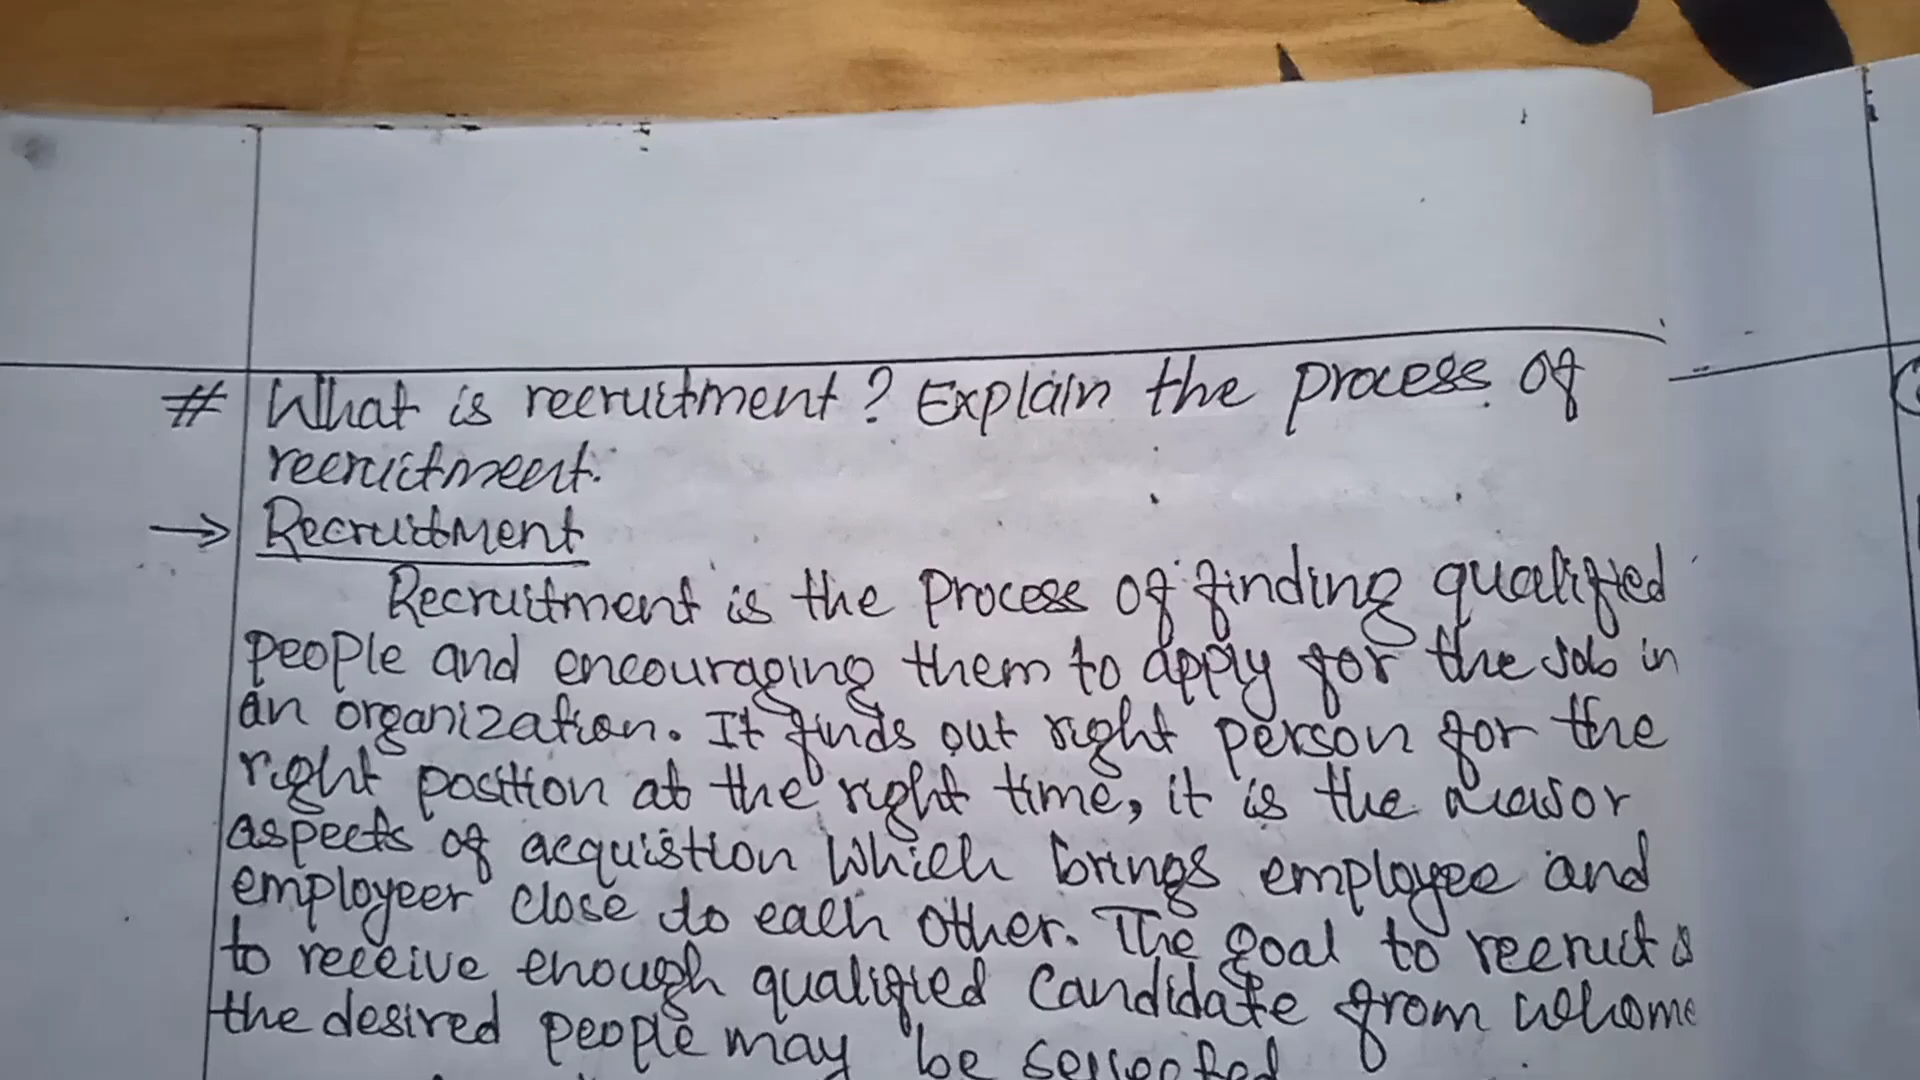 # What is recruitment? Explain the process of
recruitment.
→ Recruitment
Recruitment is the process of finding qualified
people and encouraging them to apply for the job in
an organization. It finds out right person for the
right position at the right time, it is the major
aspects of acquistion which brings employee and
employeer close to each other. The goal to recruit is
to receive enough qualified candidate from whome
the desired people may be sellected